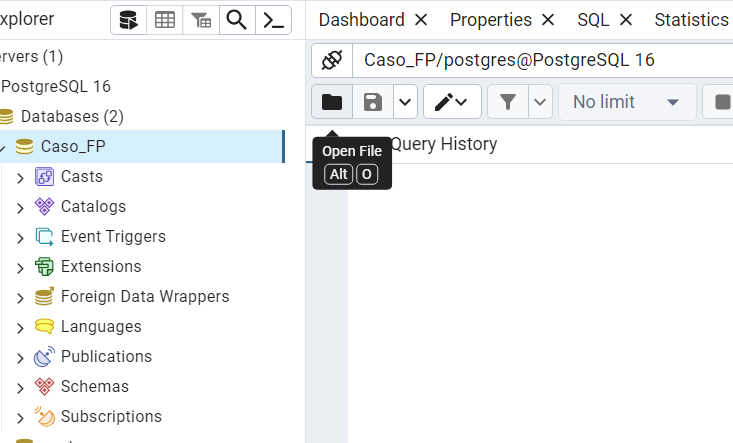 xplorer
Dashboard
Properties
SQL
Statistics
ervers (1)
PostgreSQL 16
Databases (2)
Caso_FP
Casts
Catalogs
Event Triggers
Extensions
Foreign Data Wrappers
Languages
Publications
Schemas
Subscriptions
Caso_FP/postgres@PostgreSQL 16
No limit
Query History
Open File
Alt O